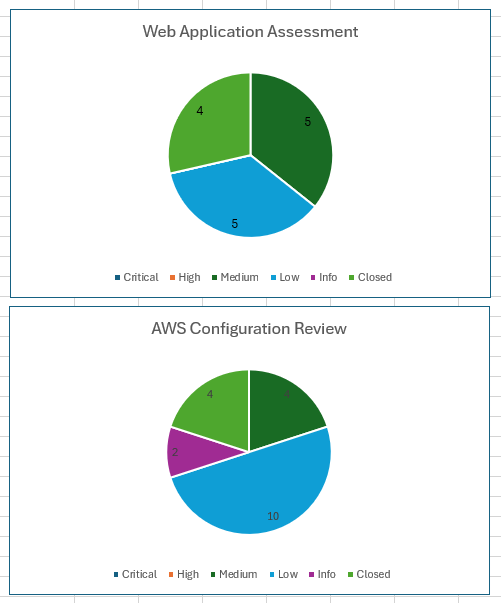 Web Application Assessment
4
5
5
Critical High Medium Low Info Closed
AWS Configuration Review
4
4
2
10
Critical High Medium Low Info Closed